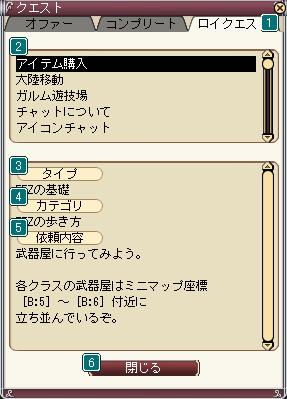 クエスト
オファー コンプリート ロイクエス 1
2
アイテム購入
大陸移動
ガルム遊技場
チャットについて
アイコンチャット
3
タイプ
の基礎
4
カテゴリ
の歩き方
5
依頼内容
武器屋に行ってみよう。
各クラスの武器屋はミニマップ座標
[B:5] ～ [B:6] 付近に
立ち並んでいるぞ。
6
閉じる